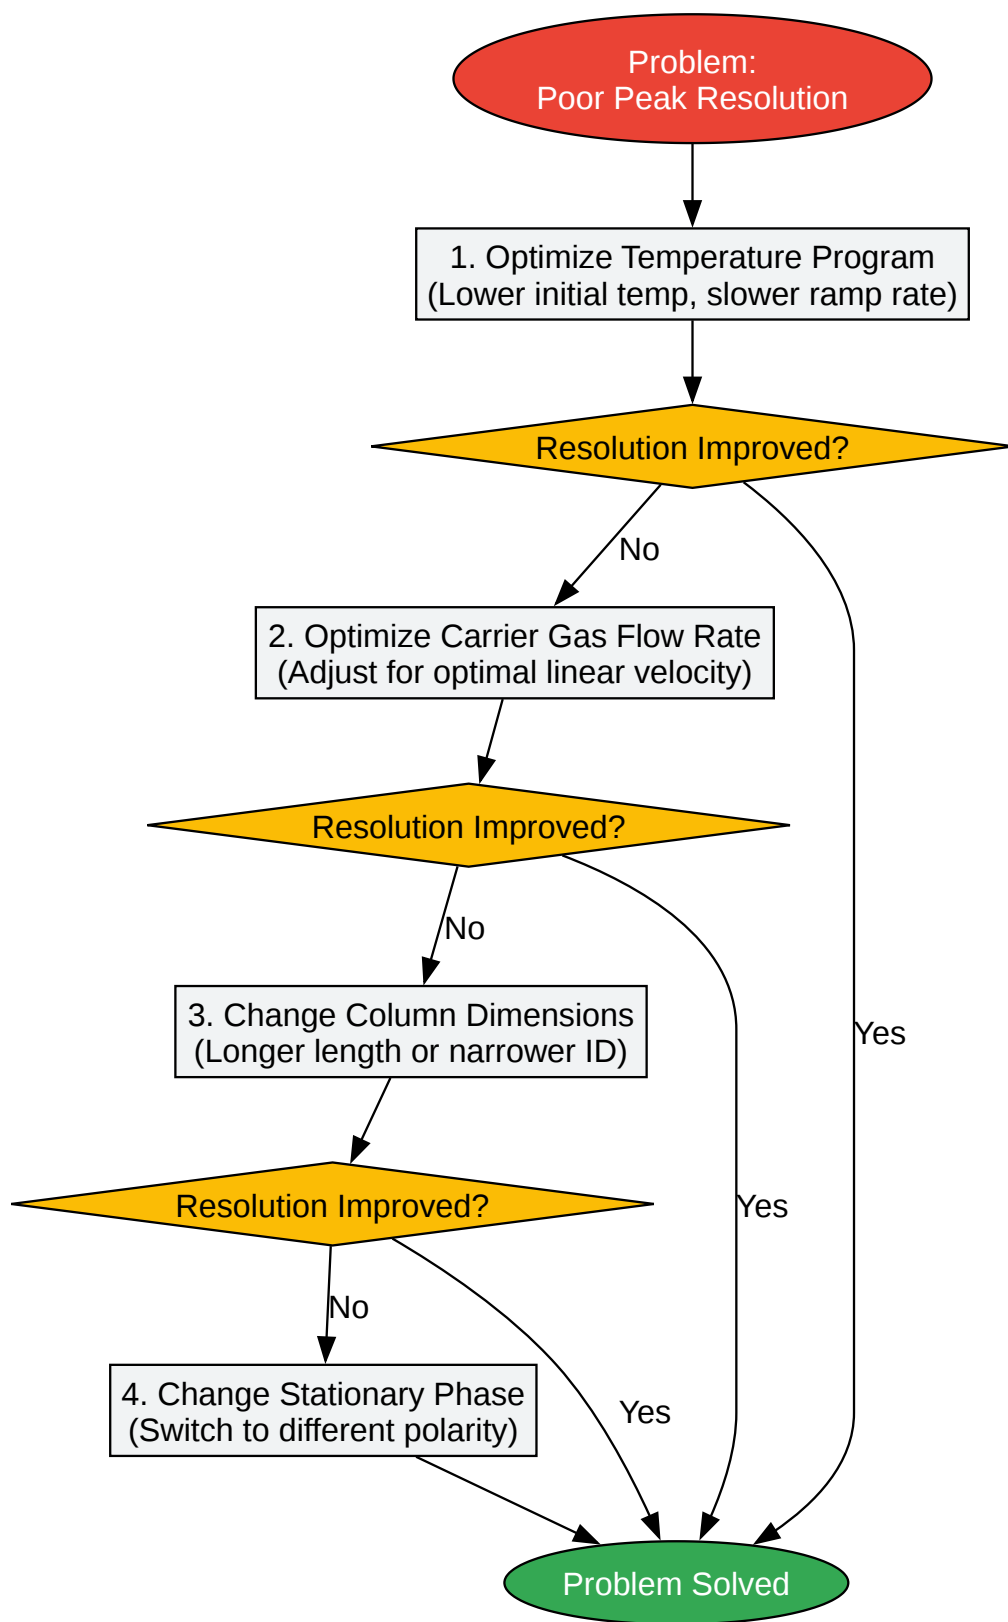 Problem:
Poor Peak Resolution
1. Optimize Temperature Program
(Lower initial temp, slower ramp rate)
Resolution Improved?
No
2. Optimize Carrier Gas Flow Rate
(Adjust for optimal linear velocity)
Resolution Improved?
No
3. Change Column Dimensions
(Longer length or narrower ID)
Yes
Resolution Improved?
Yes
No
4. Change Stationary Phase
(Switch to different polarity)
Yes
Problem Solved